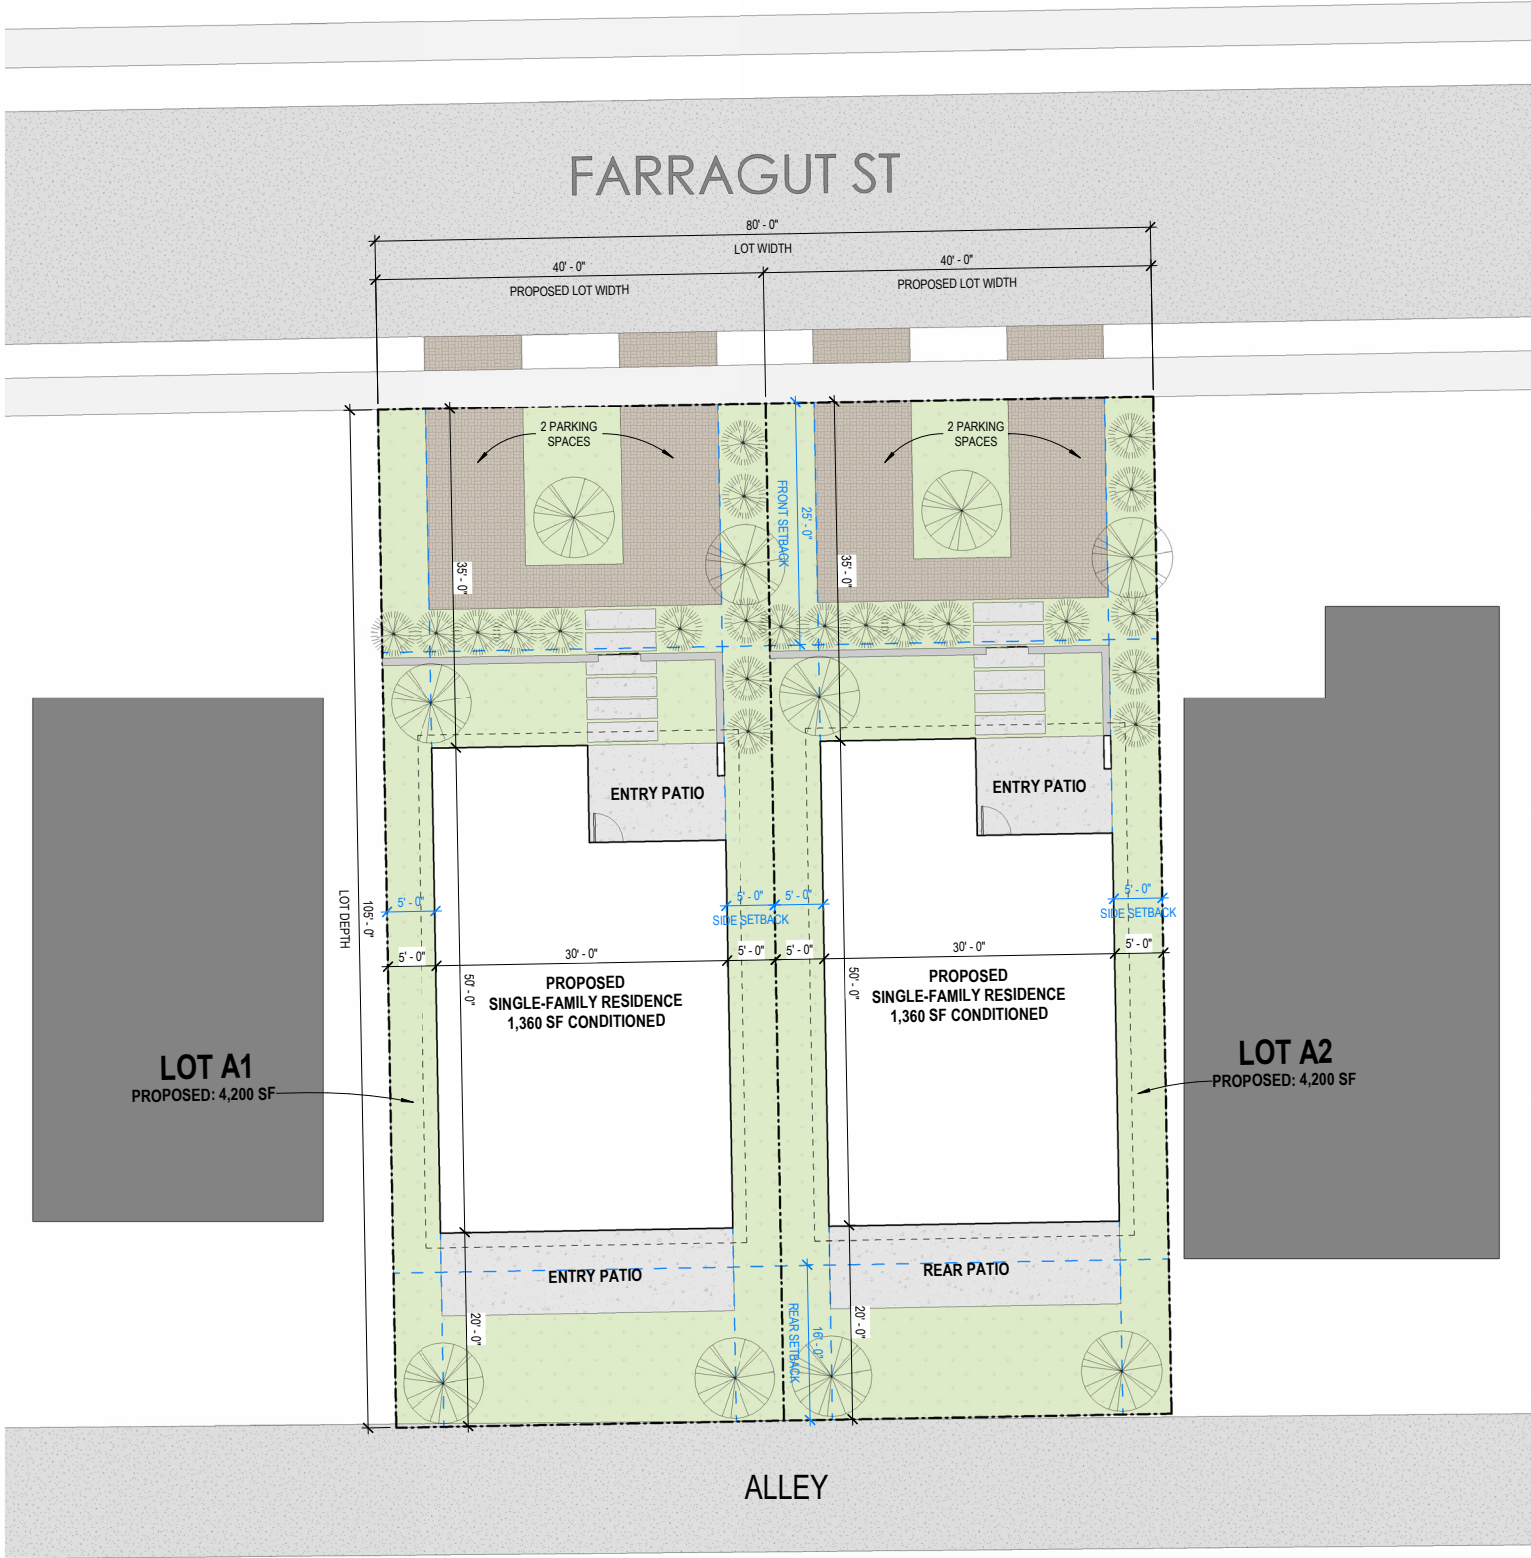 FARRAGUT ST
80' - 0"
LOT WIDTH
40' - 0"
40' - 0"
PROPOSED LOT WIDTH
PROPOSED LOT WIDTH
2 PARKING
SPACES
2 PARKING
SPACES
FRONT SETBACK
25' - 0"
35' - 0"
35' - 0"
ENTRY PATIO
ENTRY PATIO
LOT DEPTH
105' - 0"
5' - 0"
5' - 0"
5' - 0"
5' - 0"
SIDE SETBACK
SIDE SETBACK
5' - 0"
30' - 0"
5' - 0"
5' - 0"
30' - 0"
5' - 0"
50' - 0"
50' - 0"
PROPOSED
SINGLE-FAMILY RESIDENCE
1,360 SF CONDITIONED
PROPOSED
SINGLE-FAMILY RESIDENCE
1,360 SF CONDITIONED
LOT A1
PROPOSED: 4,200 SF
LOT A2
PROPOSED: 4,200 SF
ENTRY PATIO
REAR PATIO
20' - 0"
REAR SETBACK
16' - 0"
20' - 0"
ALLEY